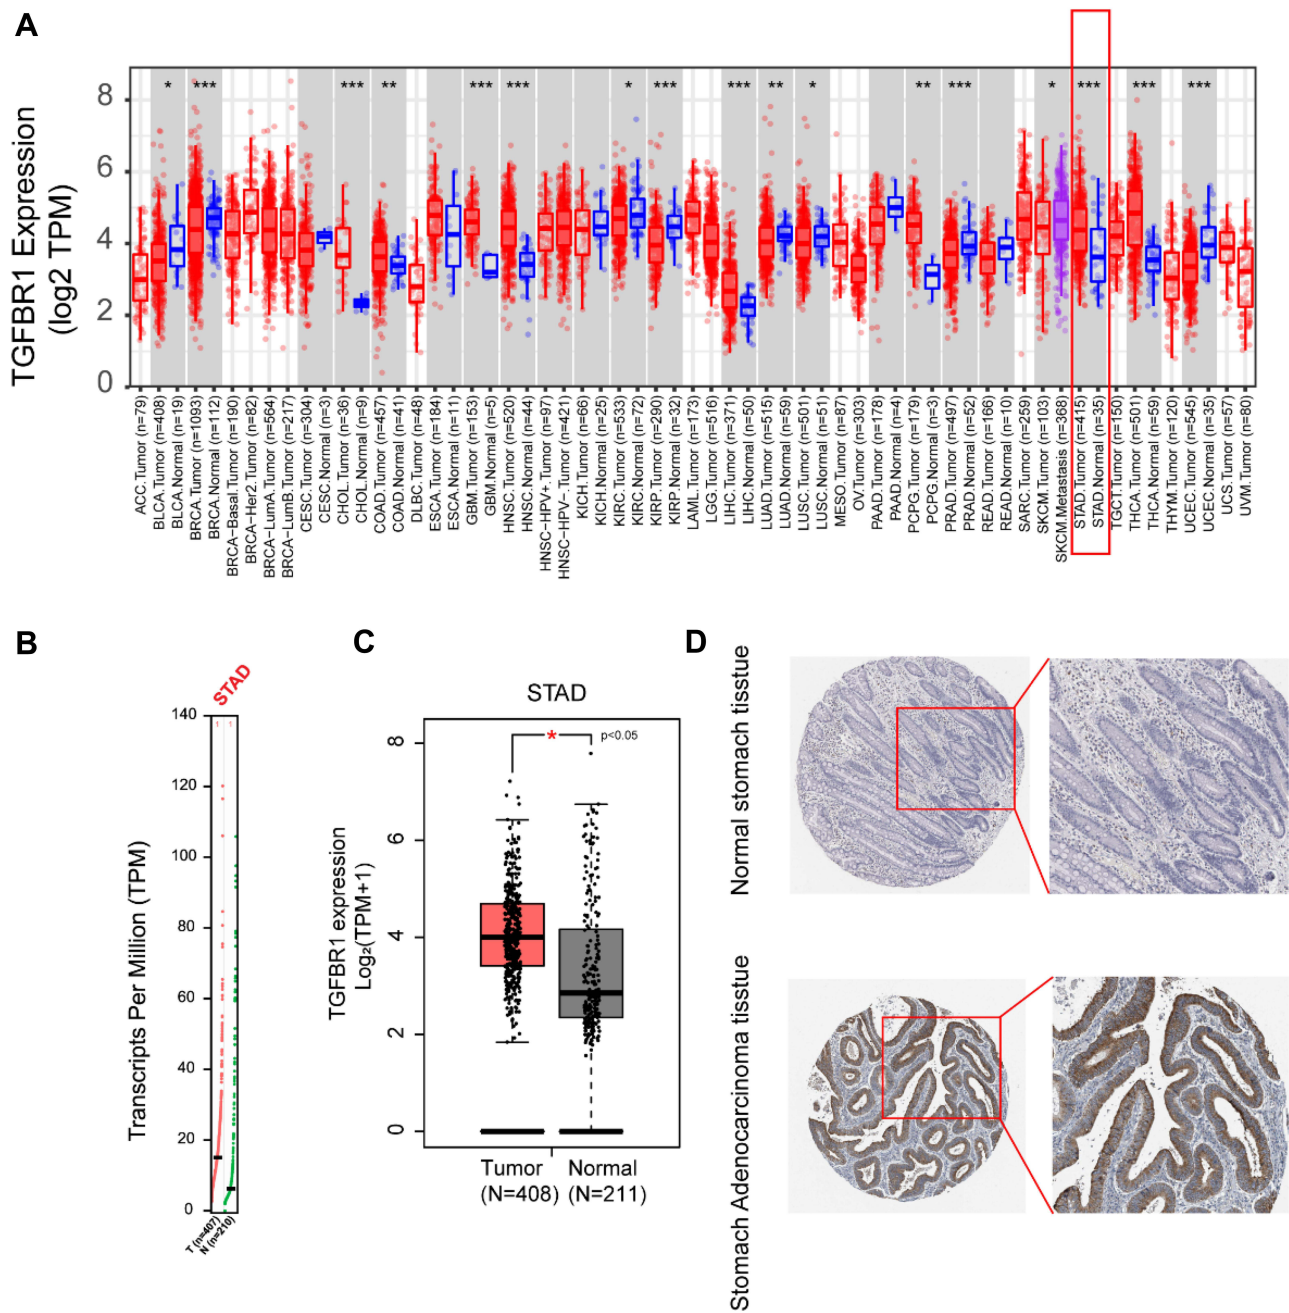 A
TGFBR1 Expression
(log2 TPM)
8
6
4
2
0
* *** *** ** *** *** * *** *** ** * ** *** * *** *** ***
ACC.Tumor (n=79)
BLCA.Tumor (n=408)
BLCA.Normal (n=19)
BRCA.Tumor (n=1093)
BRCA.Normal (n=112)
BRCA-Basal.Tumor (n=190)
BRCA-Her2.Tumor (n=82)
BRCA-LumA.Tumor (n=564)
BRCA-LumB.Tumor (n=217)
CESC.Tumor (n=304)
CESC.Normal (n=3)
CHOL.Tumor (n=36)
CHOL.Normal (n=9)
COAD.Tumor (n=457)
COAD.Normal (n=41)
DLBC.Tumor (n=48)
ESCA.Tumor (n=184)
ESCA.Normal (n=11)
GBM.Tumor (n=153)
GBM.Normal (n=5)
HNSC.Tumor (n=520)
HNSC.Normal (n=44)
HNSC-HPV+.Tumor (n=97)
HNSC-HPV-.Tumor (n=421)
KICH.Tumor (n=66)
KICH.Normal (n=25)
KIRC.Tumor (n=533)
KIRC.Normal (n=72)
KIRP.Tumor (n=290)
KIRP.Normal (n=32)
LAML.Tumor (n=173)
LGG.Tumor (n=516)
LIHC.Tumor (n=371)
LIHC.Normal (n=50)
LUAD.Tumor (n=515)
LUAD.Normal (n=59)
LUSC.Tumor (n=501)
LUSC.Normal (n=51)
MESO.Tumor (n=87)
OV.Tumor (n=303)
PAAD.Tumor (n=178)
PAAD.Normal (n=4)
PCPG.Tumor (n=179)
PCPG.Normal (n=3)
PRAD.Tumor (n=497)
PRAD.Normal (n=52)
READ.Tumor (n=166)
READ.Normal (n=10)
SARC.Tumor (n=259)
SKCM.Tumor (n=103)
SKCM.Metastasis (n=368)
STAD.Tumor (n=415)
STAD.Normal (n=35)
TGCT.Tumor (n=150)
THCA.Tumor (n=501)
THCA.Normal (n=59)
THYM.Tumor (n=120)
UCEC.Tumor (n=545)
UCEC.Normal (n=35)
UCS.Tumor (n=57)
UVM.Tumor (n=80)
B
STAD
Transcripts Per Million (TPM)
140
120
100
80
60
40
20
0
1 1
T (n=407)
N (n=210)
C
STAD
TGFBR1 expression
Log₂(TPM+1)
8
6
4
2
0
* p<0.05
Tumor Normal
(N=408) (N=211)
D
Normal stomach tisstue
Stomach Adenocarcinoma tisstue